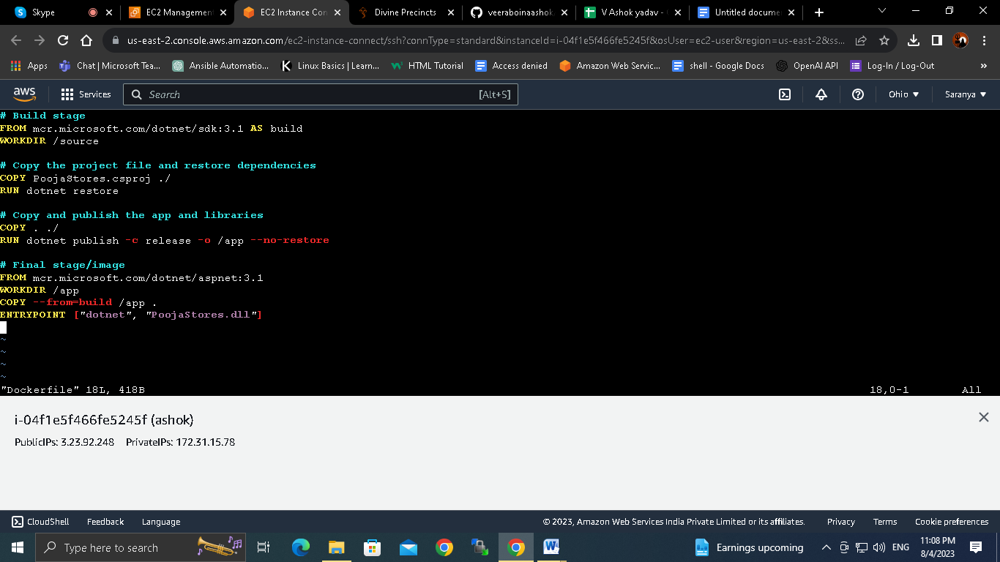 Skype
EC2 Management
EC2 Instance Con
Divine Precincts
veeraboinaashok
V Ashok yadav -
Untitled docume
us-east-2.console.aws.amazon.com/ec2-instance-connect/ssh?connType=standard&instanceId=i-04f1e5f466fe5245f&osUser=ec2-user&region=us-east-2&ss...
Apps
Chat | Microsoft Tea...
Ansible Automatio...
Linux Basics | Learn...
HTML Tutorial
Access denied
Amazon Web Servic...
shell - Google Docs
OpenAI API
Log-In / Log-Out
»
aws
Services
Search
[Alt+S]
Ohio
Saranya
# Build stage
FROM mcr.microsoft.com/dotnet/sdk:3.1 AS build
WORKDIR /source
# Copy the project file and restore dependencies
COPY PoojaStores.csproj ./
RUN dotnet restore
# Copy and publish the app and libraries
COPY . ./
RUN dotnet publish -c release -o /app --no-restore
# Final stage/image
FROM mcr.microsoft.com/dotnet/aspnet:3.1
WORKDIR /app
COPY --from=build /app .
ENTRYPOINT ["dotnet", "PoojaStores.dll"]
~
~
~
~
"Dockerfile" 18L, 418B 18,0-1 All
i-04f1e5f466fe5245f (ashok)
PublicIPs: 3.23.92.248 PrivateIPs: 172.31.15.78
CloudShell
Feedback
Language
© 2023, Amazon Web Services India Private Limited or its affiliates.
Privacy
Terms
Cookie preferences
Type here to search
Earnings upcoming
ENG
11:08 PM
8/4/2023